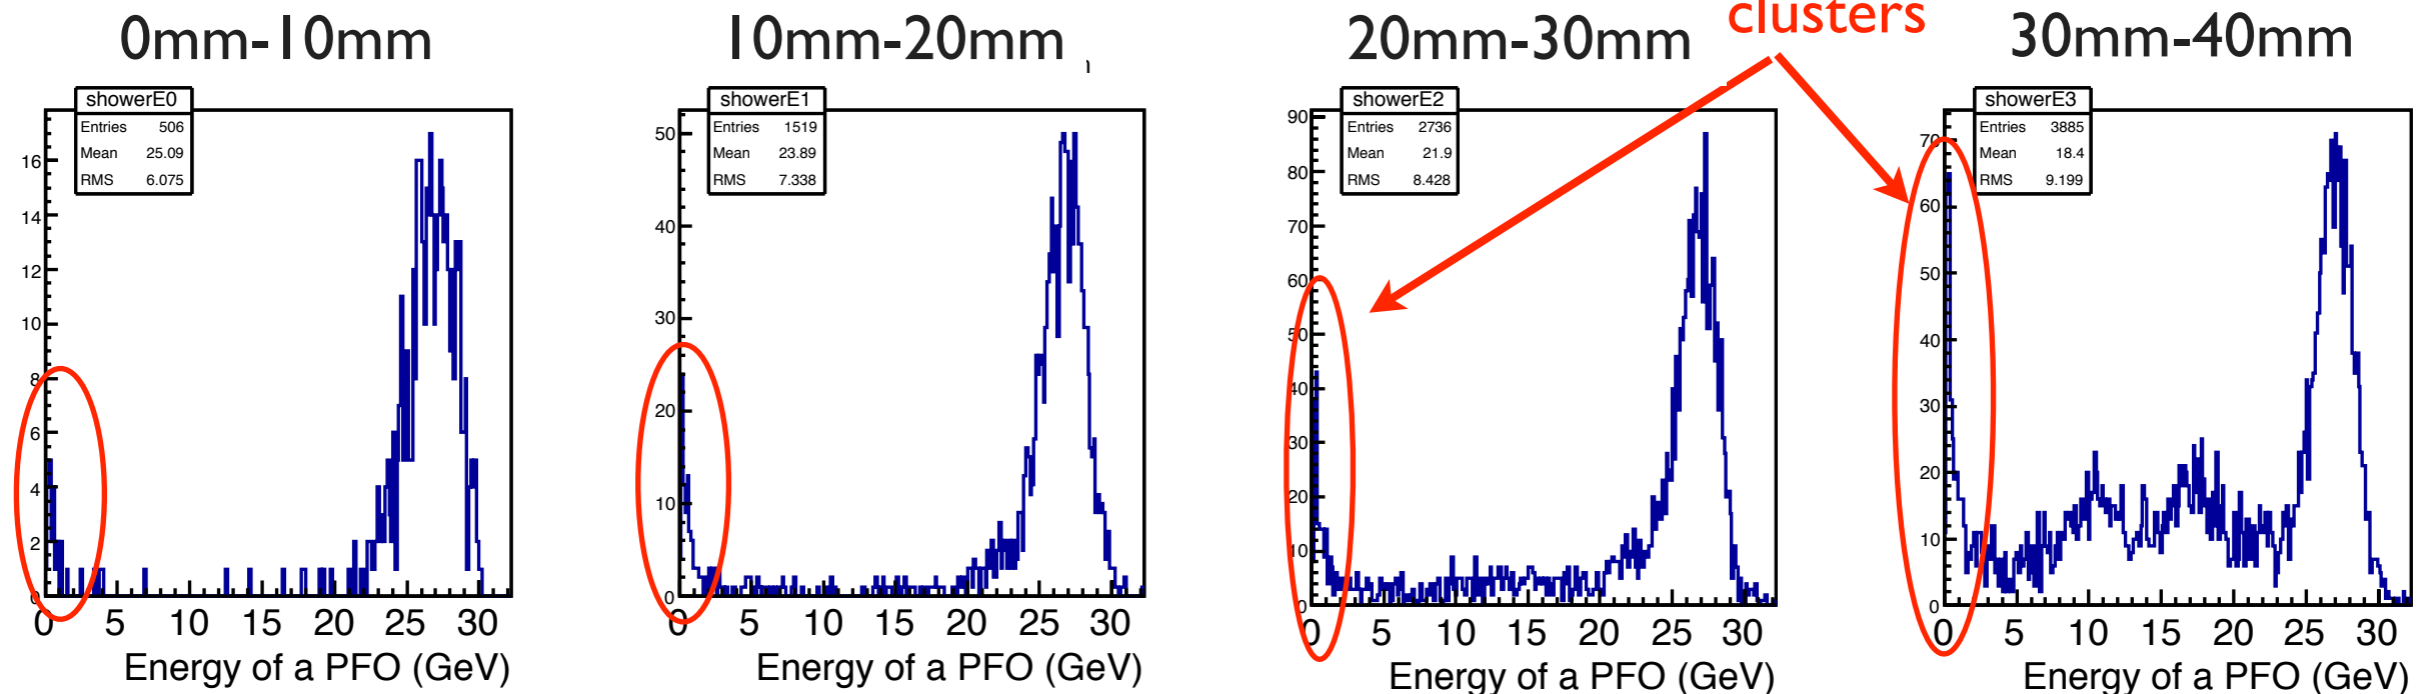 clusters
0mm-10mm
10mm-20mm
20mm-30mm
30mm-40mm
showerE0
Entries 506
Mean 25.09
RMS 6.075
16
14
12
10
8
6
4
2
0
0 5 10 15 20 25 30
Energy of a PFO (GeV)
showerE1
Entries 1519
Mean 23.89
RMS 7.338
50
40
30
20
10
0
0 5 10 15 20 25 30
Energy of a PFO (GeV)
showerE2
Entries 2736
Mean 21.9
RMS 8.428
90
80
70
60
50
40
30
20
10
0
0 5 10 15 20 25 30
Energy of a PFO (GeV)
showerE3
Entries 3885
Mean 18.4
RMS 9.199
70
60
50
40
30
20
10
0
0 5 10 15 20 25 30
Energy of a PFO (GeV)